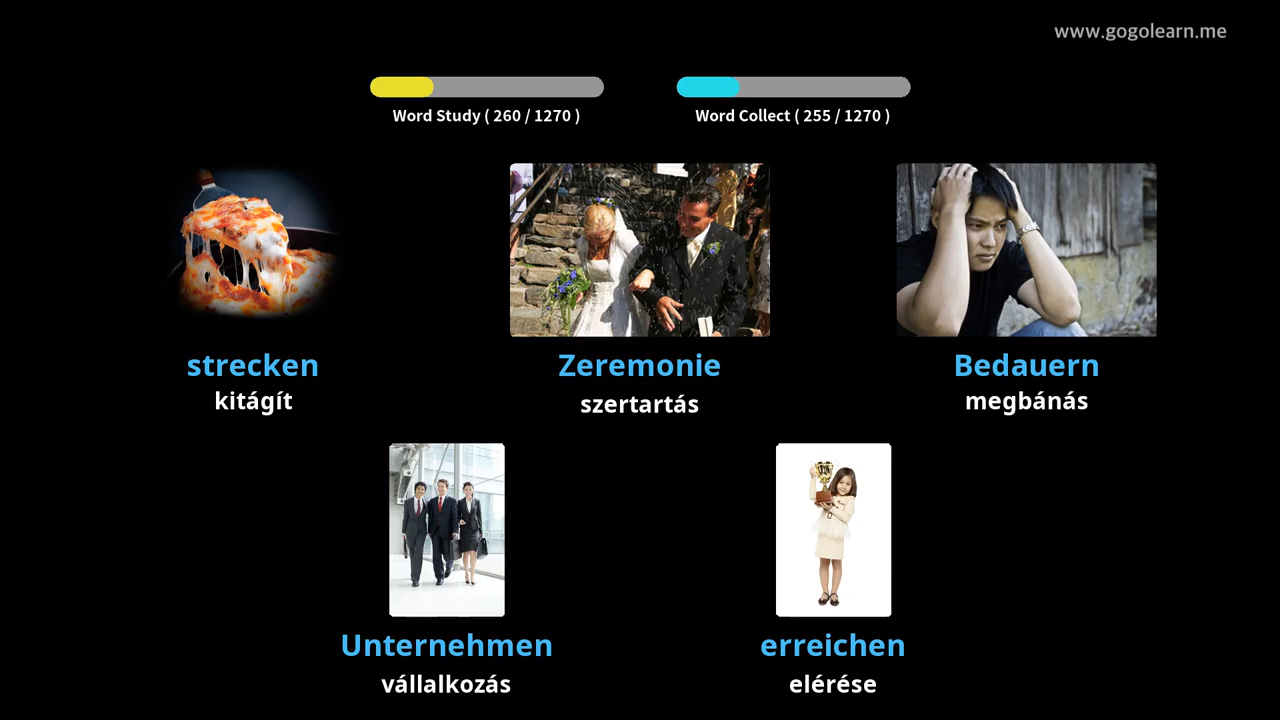 www.gogolearn.me
Word Study ( 260 / 1270 )
Word Collect ( 255 / 1270 )
strecken
kitágít
Zeremonie
szertartás
Bedauern
megbánás
Unternehmen
vállalkozás
erreichen
elérése